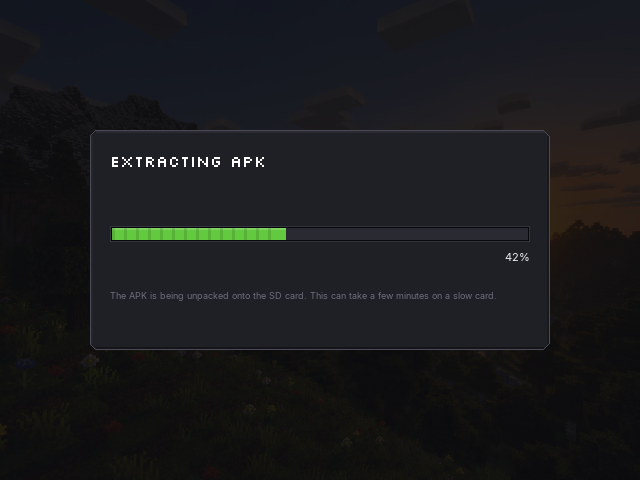 EXTRACTING APK
42%
The APK is being unpacked onto the SD card. This can take a few minutes on a slow card.